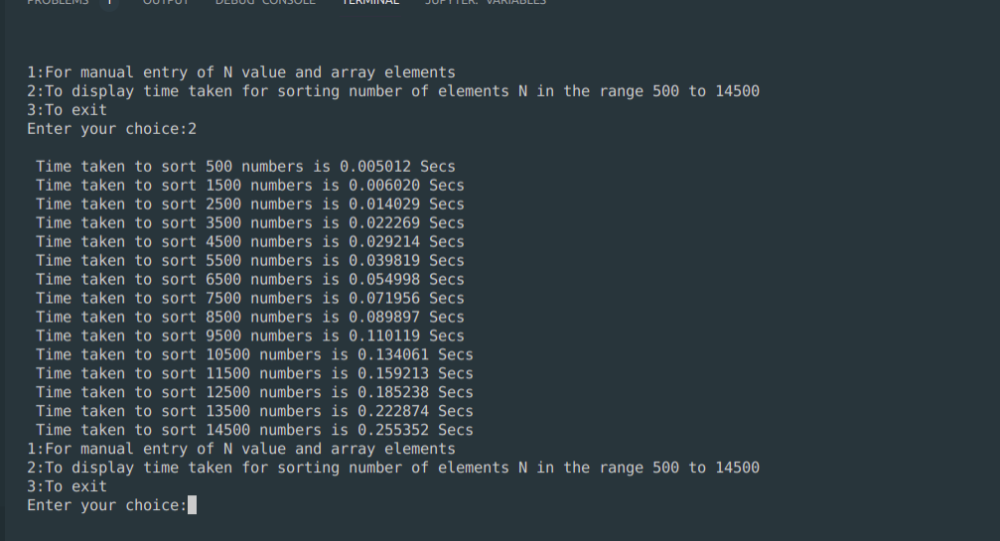 PROBLEMS 1 OUTPUT DEBUG CONSOLE TERMINAL JUPYTER: VARIABLES
1:For manual entry of N value and array elements
2:To display time taken for sorting number of elements N in the range 500 to 14500
3:To exit
Enter your choice:2
Time taken to sort 500 numbers is 0.005012 Secs
Time taken to sort 1500 numbers is 0.006020 Secs
Time taken to sort 2500 numbers is 0.014029 Secs
Time taken to sort 3500 numbers is 0.022269 Secs
Time taken to sort 4500 numbers is 0.029214 Secs
Time taken to sort 5500 numbers is 0.039819 Secs
Time taken to sort 6500 numbers is 0.054998 Secs
Time taken to sort 7500 numbers is 0.071956 Secs
Time taken to sort 8500 numbers is 0.089897 Secs
Time taken to sort 9500 numbers is 0.110119 Secs
Time taken to sort 10500 numbers is 0.134061 Secs
Time taken to sort 11500 numbers is 0.159213 Secs
Time taken to sort 12500 numbers is 0.185238 Secs
Time taken to sort 13500 numbers is 0.222874 Secs
Time taken to sort 14500 numbers is 0.255352 Secs
1:For manual entry of N value and array elements
2:To display time taken for sorting number of elements N in the range 500 to 14500
3:To exit
Enter your choice: